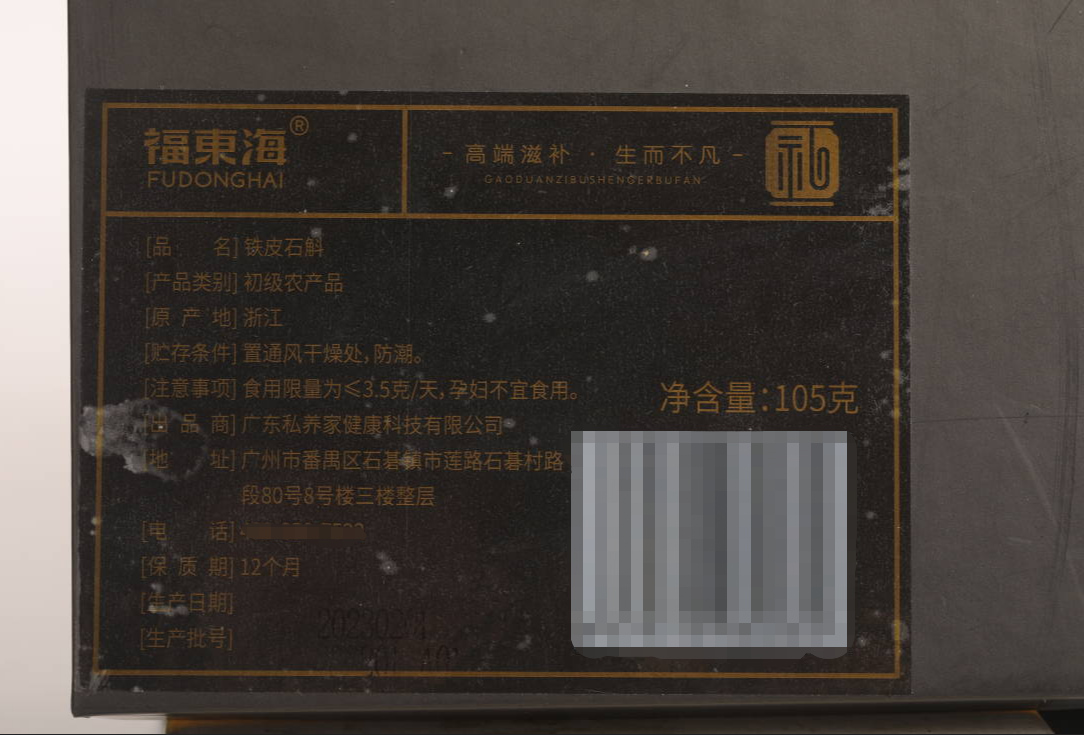 福東海®
FUDONGHAI
- 高端滋补 · 生而不凡 -
GAODUANZIBUSHENGERBUFAN
[品 名] 铁皮石斛
[产品类别] 初级农产品
[原 产 地] 浙江
[贮存条件] 置通风干燥处,防潮。
[注意事项] 食用限量为≤3.5克/天,孕妇不宜食用。
净含量:105克
[出 品 商] 广东私养家健康科技有限公司
[地 址] 广州市番禺区石碁镇市莲路石碁村路
段80号8号楼三楼整层
[电 话]
[保 质 期] 12个月
[生产日期]
[生产批号]